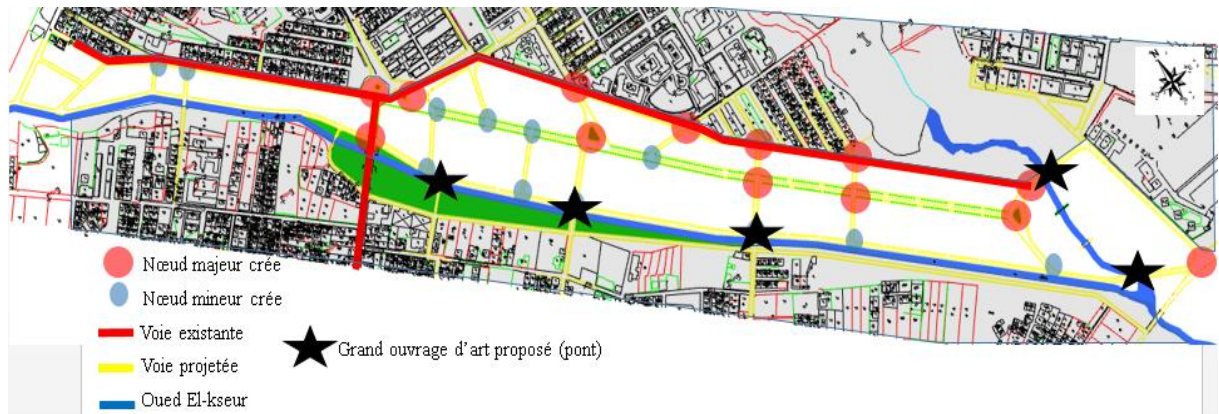 N
Nœud majeur crée
Nœud mineur crée
Voie existante
Voie projetée
Oued El-kseur
Grand ouvrage d'art proposé (pont)